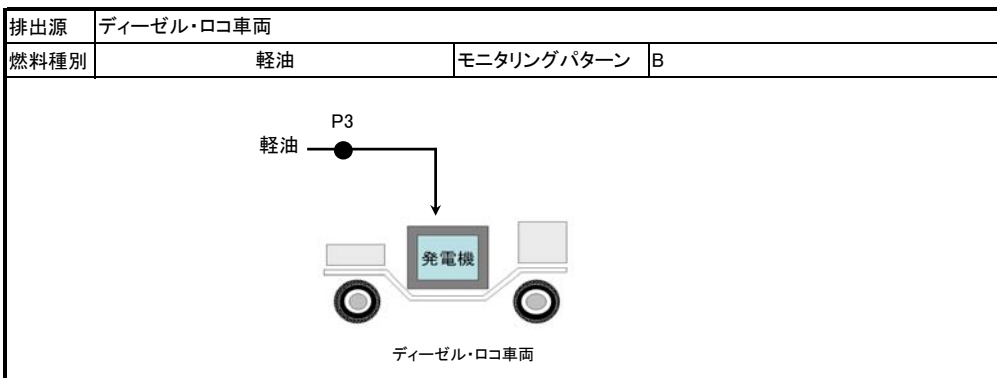 排出源 ディーゼル・ロコ車両
燃料種別 軽油 モニタリングパターン B
P3
軽油
発電機
ディーゼル・ロコ車両